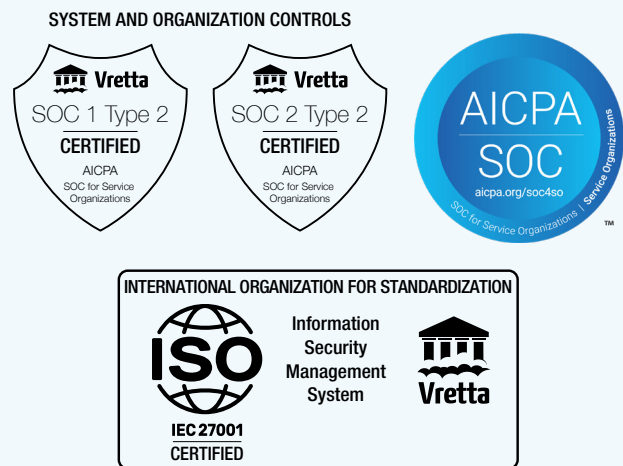 SYSTEM AND ORGANIZATION CONTROLS
Vretta
SOC 1 Type 2
CERTIFIED
AICPA
SOC for Service
Organizations
Vretta
SOC 2 Type 2
CERTIFIED
AICPA
SOC for Service
Organizations
AICPA
SOC
aicpa.org/soc4so
SOC for Service Organizations | Service Organizations
TM
INTERNATIONAL ORGANIZATION FOR STANDARDIZATION
ISO
IEC 27001
CERTIFIED
Information
Security
Management
System
Vretta